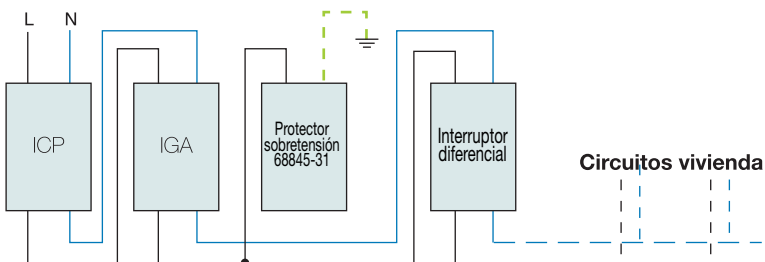 L N
ICP
IGA
Protector
sobretensión
68845-31
Interruptor
diferencial
Circuitos vivienda